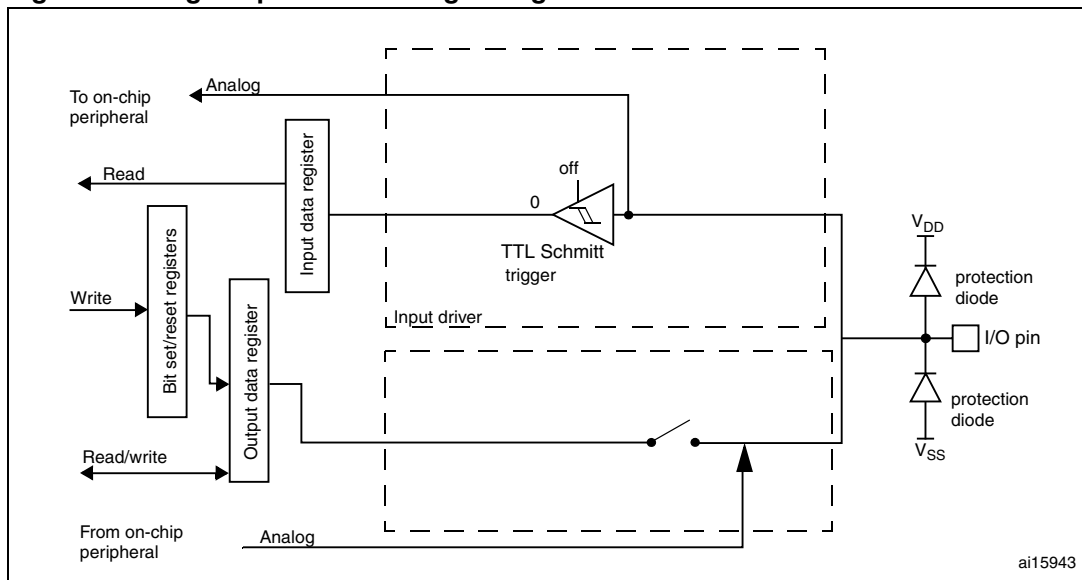 Analog
To on-chip
peripheral
Read
Input data register
off
0
TTL Schmitt
trigger
Input driver
V_DD
protection
diode
I/O pin
protection
diode
V_SS
Write
Bit set/reset registers
Output data register
Read/write
From on-chip
peripheral
Analog
ai15943